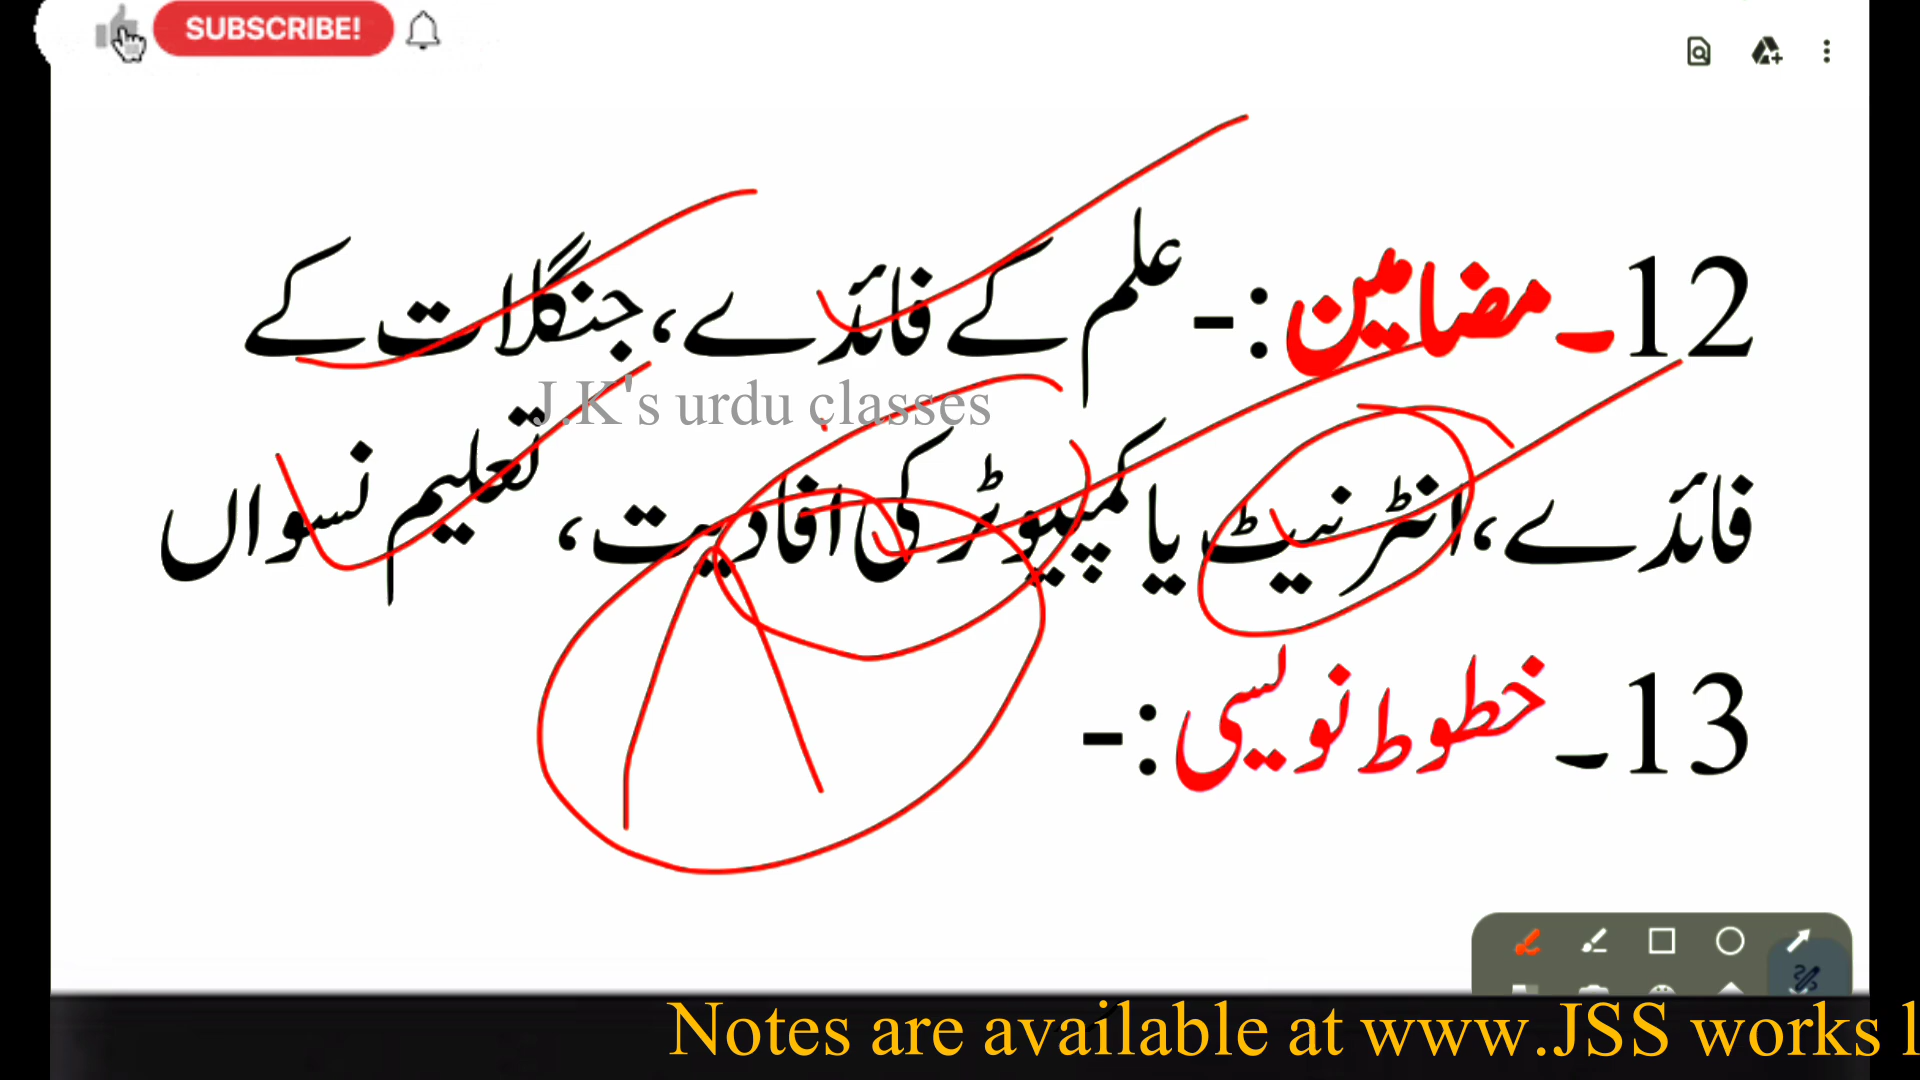 SUBSCRIBE!
12۔ مضامین :- علم کے فائدے، جنگلات کے
J.K's urdu classes
فائدے، انٹرنیٹ یا کمپیوٹر کی افادیت، تعلیم نسواں
13۔ خطوط نویسی :-
Notes are available at www.JSS works l